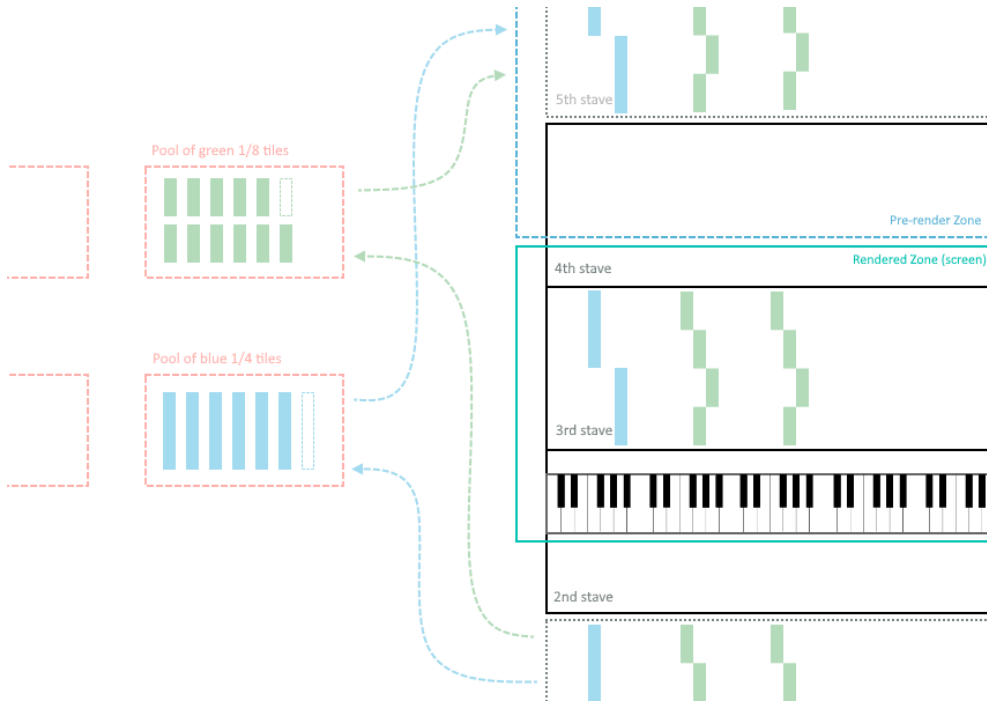 5th stave
Pool of green 1/8 tiles
Pre-render Zone
Rendered Zone (screen)
4th stave
Pool of blue 1/4 tiles
3rd stave
2nd stave